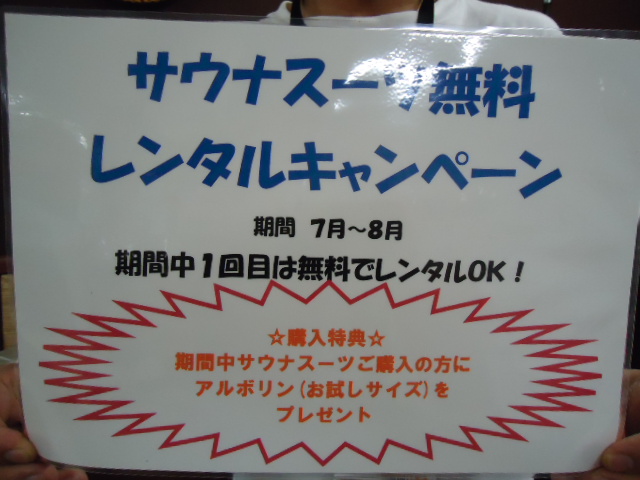 サウナスーツ無料
レンタルキャンペーン
期間 7月～8月
期間中1回目は無料でレンタルOK！
☆購入特典☆
期間中サウナスーツご購入の方に
アルボリン(お試しサイズ)を
プレゼント